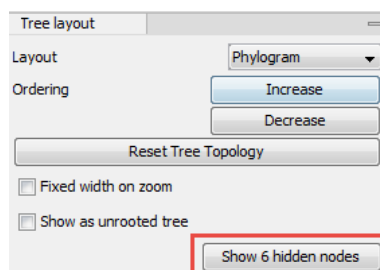 Tree layout
Layout Phylogram
Ordering Increase
Decrease
Reset Tree Topology
Fixed width on zoom
Show as unrooted tree
Show 6 hidden nodes